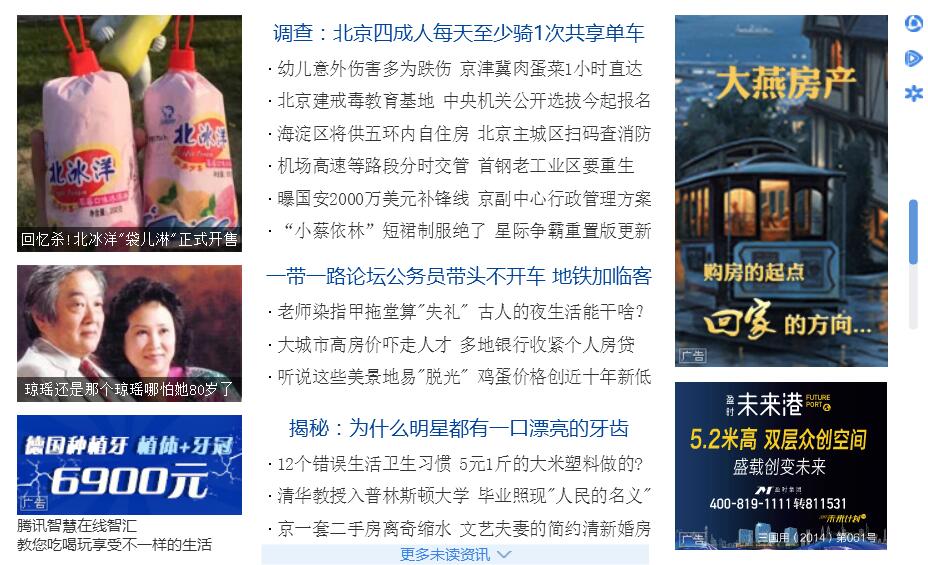 北冰洋
北冰洋
回忆杀!北冰洋"袋儿淋"正式开售
琼瑶还是那个琼瑶哪怕她80岁了
德国种植牙 植体+牙冠
6900元
广告
腾讯智慧在线智汇
教您吃喝玩享受不一样的生活
调查：北京四成人每天至少骑1次共享单车
·幼儿意外伤害多为跌伤 京津冀肉蛋菜1小时直达
·北京建戒毒教育基地 中央机关公开选拔今起报名
·海淀区将供五环内自住房 北京主城区扫码查消防
·机场高速等路段分时交管 首钢老工业区要重生
·曝国安2000万美元补锋线 京副中心行政管理方案
·“小蔡依林”短裙制服绝了 星际争霸重置版更新
一带一路论坛公务员带头不开车 地铁加临客
·老师染指甲拖堂算"失礼" 古人的夜生活能干啥?
·大城市高房价吓走人才 多地银行收紧个人房贷
·听说这些美景地易"脱光" 鸡蛋价格创近十年新低
揭秘：为什么明星都有一口漂亮的牙齿
·12个错误生活卫生习惯 5元1斤的大米塑料做的?
·清华教授入普林斯顿大学 毕业照现"人民的名义"
·京一套二手房离奇缩水 文艺夫妻的简约清新婚房
更多未读资讯
大燕房产
购房的起点
回家 的方向...
广告
盈时 未来港 FUTURE PORT
5.2米高 双层众创空间
盛载创变未来
盈时集团
400-819-1111转811531
未来计划
广告
三国用（2014）第061号